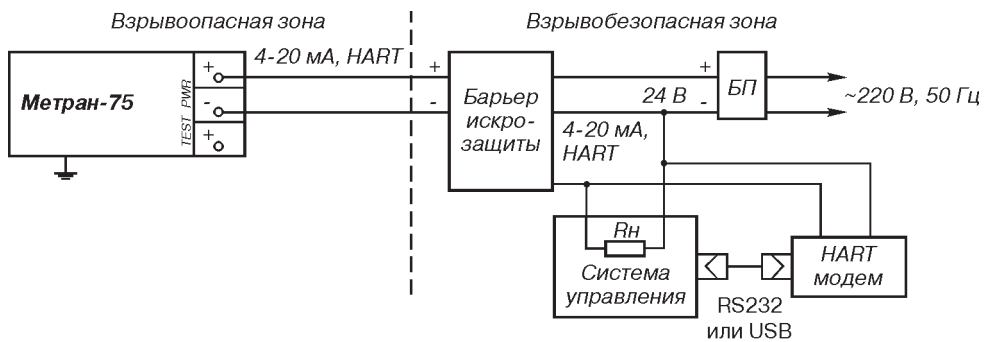 Взрывоопасная зона
Взрывобезопасная зона
Метран-75
+
-
+
TEST PWR
4-20 мА, HART
+
-
Барьер
искро-
защиты
+
24 В -
БП
~220 В, 50 Гц
4-20 мА,
HART
Rн
Система
управления
HART
модем
RS232
или USB